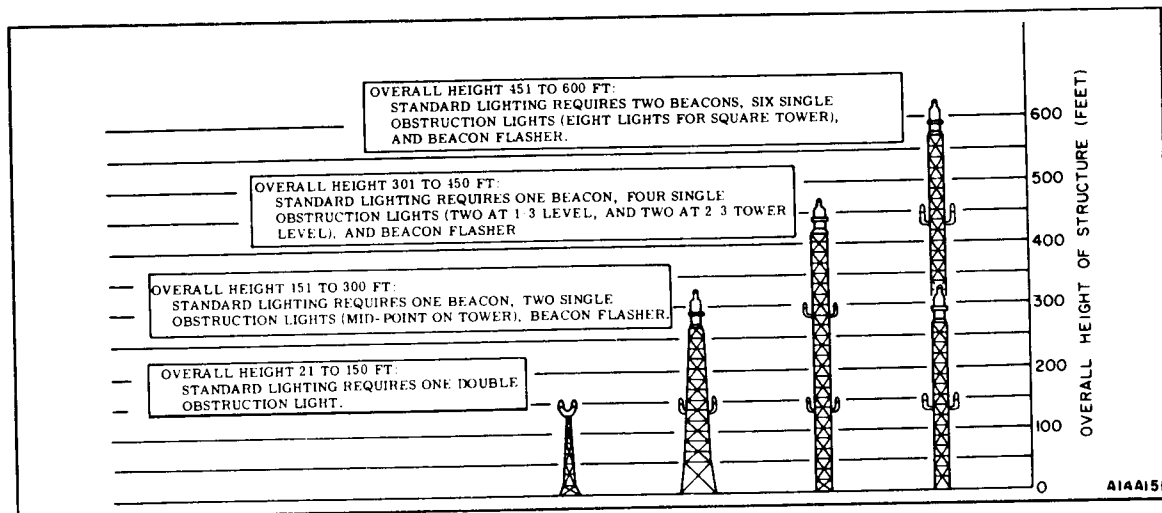 OVERALL HEIGHT 451 TO 600 FT:
STANDARD LIGHTING REQUIRES TWO BEACONS, SIX SINGLE
OBSTRUCTION LIGHTS (EIGHT LIGHTS FOR SQUARE TOWER),
AND BEACON FLASHER.
OVERALL HEIGHT 301 TO 450 FT:
STANDARD LIGHTING REQUIRES ONE BEACON, FOUR SINGLE
OBSTRUCTION LIGHTS (TWO AT 1-3 LEVEL, AND TWO AT 2-3 TOWER
LEVEL), AND BEACON FLASHER
OVERALL HEIGHT 151 TO 300 FT:
STANDARD LIGHTING REQUIRES ONE BEACON, TWO SINGLE
OBSTRUCTION LIGHTS (MID-POINT ON TOWER), BEACON FLASHER.
OVERALL HEIGHT 21 TO 150 FT:
STANDARD LIGHTING REQUIRES ONE DOUBLE
OBSTRUCTION LIGHT.
600
500
400
300
200
100
0
OVERALL HEIGHT OF STRUCTURE (FEET)